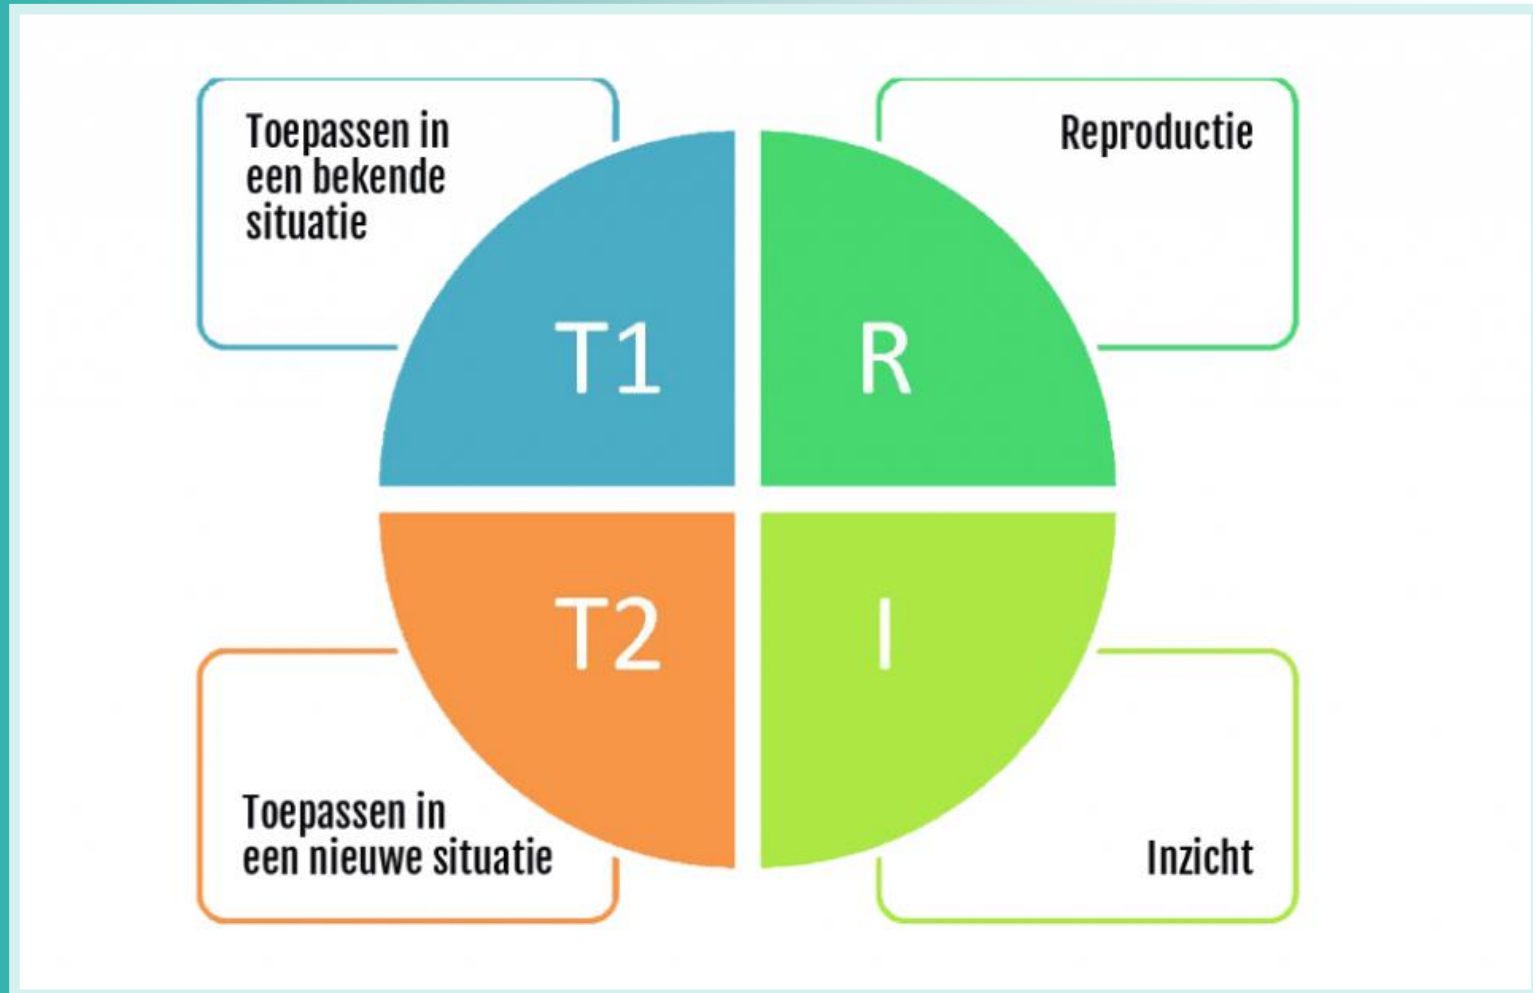 Toepassen in
een bekende
situatie
Reproductie
T1
R
T2
I
Toepassen in
een nieuwe situatie
Inzicht